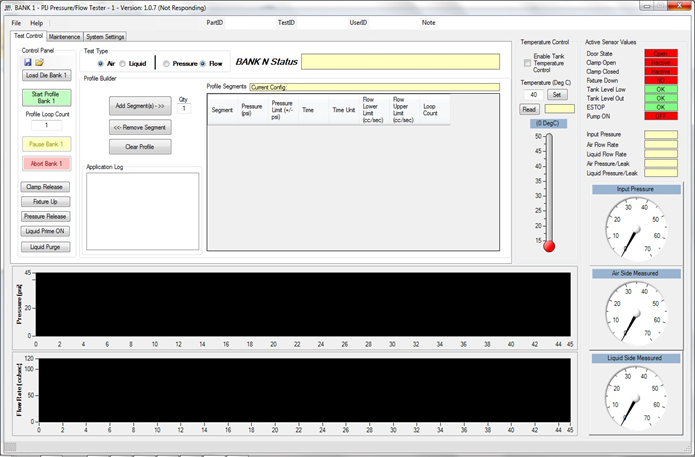 BANK 1 - PIJ Pressure/Flow Tester - 1 - Version: 1.0.7 (Not Responding)
File Help PartID TestID UserID Note
Test Control Maintenence System Settings
Control Panel
Load Die Bank 1
Start Profile
Bank 1
Profile Loop Count
1
Pause Bank 1
Abort Bank 1
Clamp Release
Fixture Up
Pressure Release
Liquid Prime ON
Liquid Purge
Test Type
Air Liquid Pressure Flow
BANK N Status
Profile Builder
Add Segment(s) ->>
Qty
1
<<- Remove Segment
Clear Profile
Application Log
Profile Segments Current Config:
Segment
Pressure
(psi)
Pressure
Limit (+/-
psi)
Time
Time Unit
Flow
Lower
Limit
(cc/sec)
Flow
Upper
Limit
(cc/sec)
Loop
Count
Temperature Control
Enable Tank
Temperature
Control
Temperature (Deg C)
40 Set
Read
(0 DegC)
50
45
40
35
30
25
20
15
Active Sensor Values
Door State Open
Clamp Open Inactive
Clamp Closed Inactive
Fixture Down NO
Tank Level Low OK
Tank Level Out OK
ESTOP OK
Pump ON OFF
Input Pressure
Air Flow Rate
Liquid Flow Rate
Air Pressure/Leak
Liquid Pressure/Leak
Input Pressure
0 10 20 30 40 50 60 70
Air Side Measured
0 10 20 30 40 50 60 70
Liquid Side Measured
0 10 20 30 40 50 60 70
Pressure (psi)
45
20
0
0 2 4 6 8 10 12 14 16 18 20 22 24 26 28 30 32 34 36 38 40 42 44 45
Flow Rate (cc/sec)
120
100
0
0 2 4 6 8 10 12 14 16 18 20 22 24 26 28 30 32 34 36 38 40 42 44 45